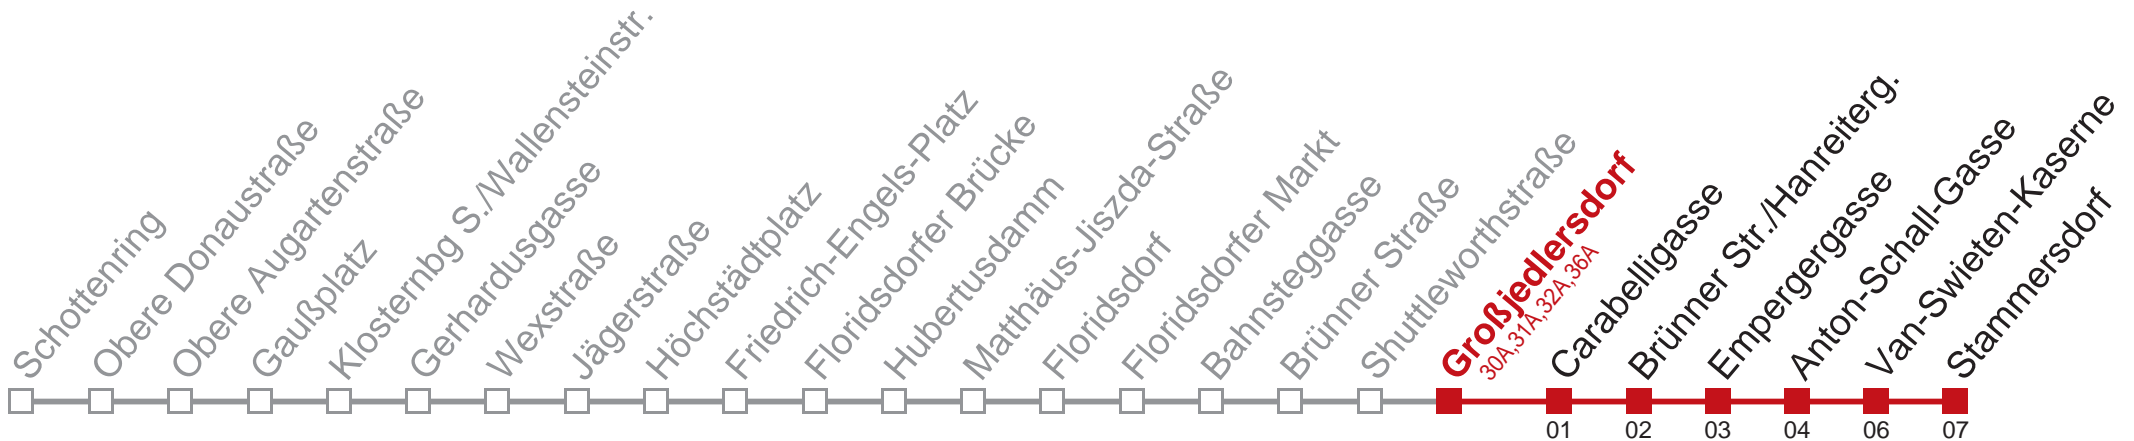 Schottenring
Obere Donaustraße
Obere Augartenstraße
Gaußplatz
Klosternbg S./Wallensteinstr.
Gerhardusgasse
Wexstraße
Jägerstraße
Höchstädtplatz
Friedrich-Engels-Platz
Floridsdorfer Brücke
Hubertusdamm
Matthäus-Jiszda-Straße
Floridsdorf
Floridsdorfer Markt
Bahnsteggasse
Brünner Straße
Shuttleworthstraße
Großjedlersdorf
30A,31A,32A,36A
Carabelligasse
Brünner Str./Hanreiterg.
Empergergasse
Anton-Schall-Gasse
Van-Swieten-Kaserne
Stammersdorf
01 02 03 04 06 07